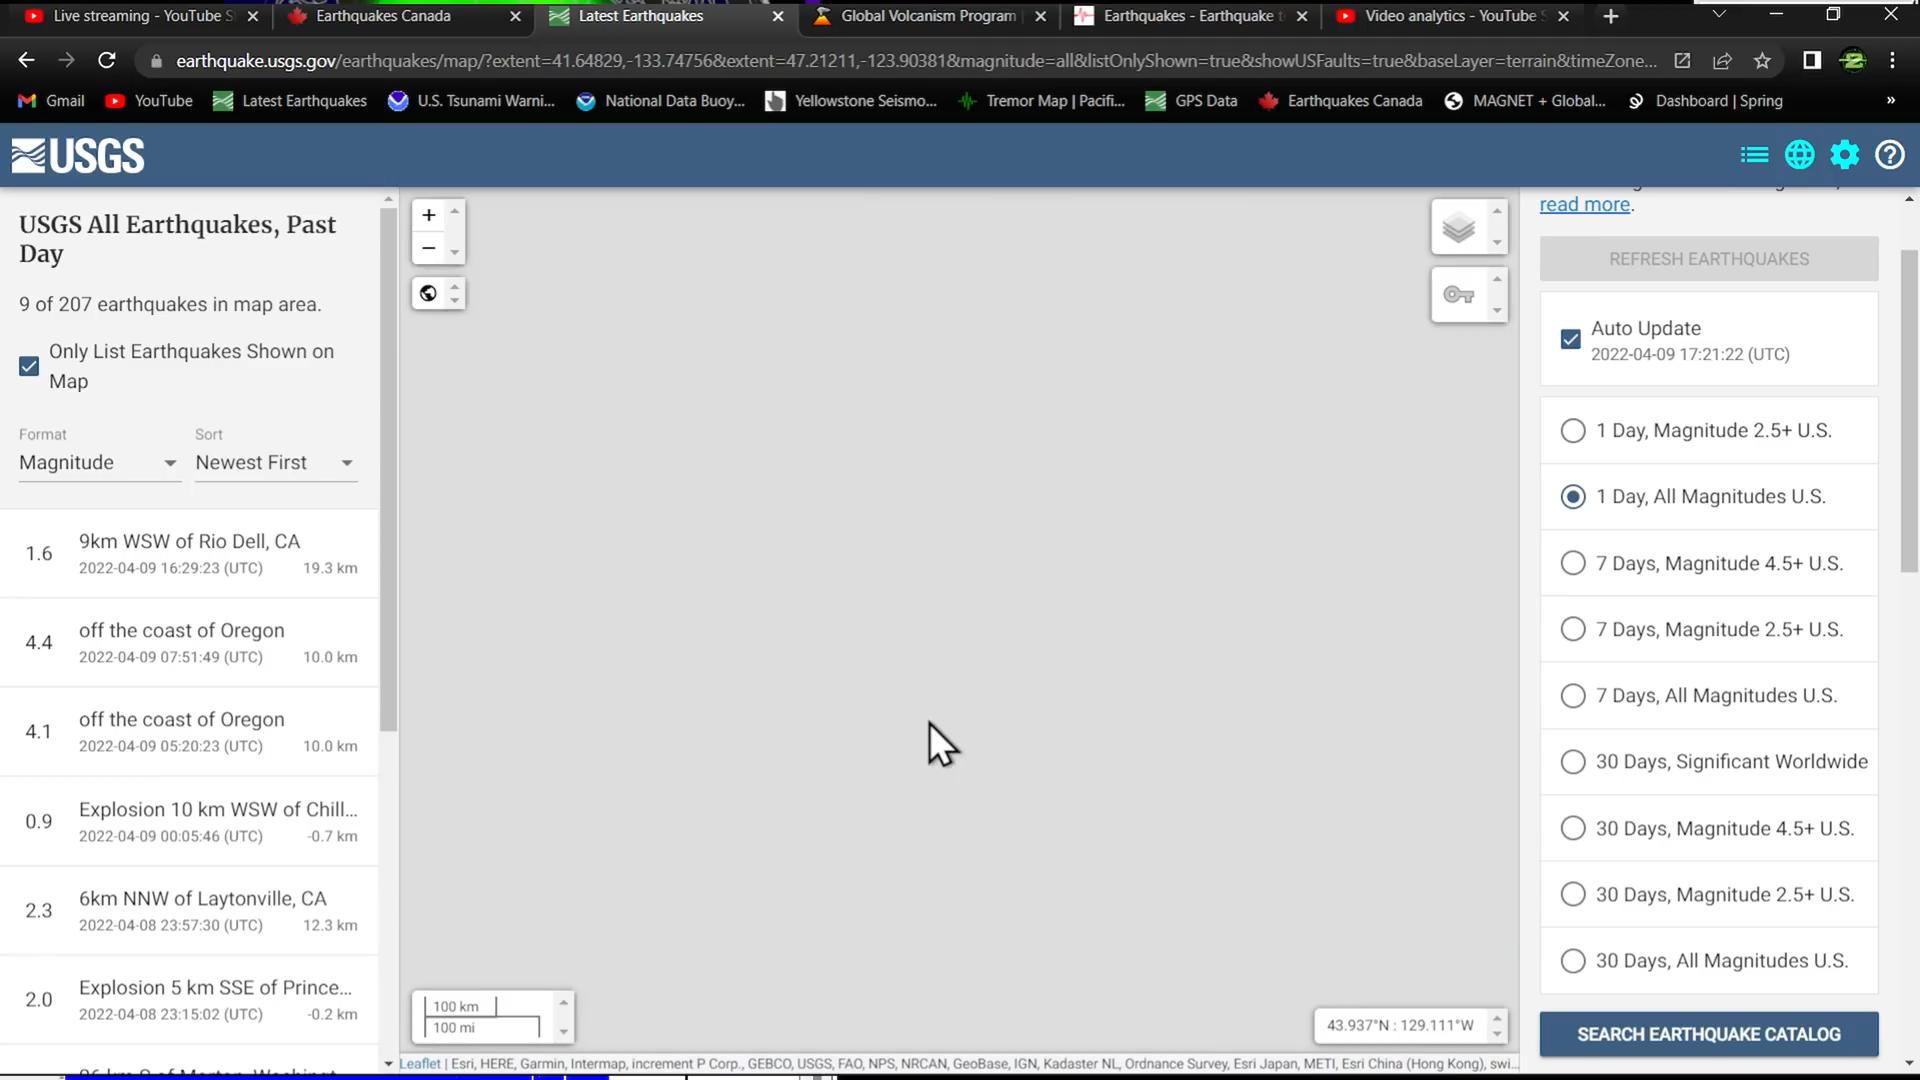 Live streaming - YouTube S
Earthquakes Canada
Latest Earthquakes
Global Volcanism Program
Earthquakes - Earthquake t
Video analytics - YouTube S
earthquake.usgs.gov/earthquakes/map/?extent=41.64829,-133.74756&extent=47.21211,-123.90381&magnitude=all&listOnlyShown=true&showUSFaults=true&baseLayer=terrain&timeZone...
Gmail
YouTube
Latest Earthquakes
U.S. Tsunami Warni...
National Data Buoy...
Yellowstone Seismo...
Tremor Map | Pacifi...
GPS Data
Earthquakes Canada
MAGNET + Global...
Dashboard | Spring
»
USGS
USGS All Earthquakes, Past
Day
9 of 207 earthquakes in map area.
Only List Earthquakes Shown on
Map
Format
Magnitude
Sort
Newest First
1.6
9km WSW of Rio Dell, CA
2022-04-09 16:29:23 (UTC) 19.3 km
4.4
off the coast of Oregon
2022-04-09 07:51:49 (UTC) 10.0 km
4.1
off the coast of Oregon
2022-04-09 05:20:23 (UTC) 10.0 km
0.9
Explosion 10 km WSW of Chill...
2022-04-09 00:05:46 (UTC) -0.7 km
2.3
6km NNW of Laytonville, CA
2022-04-08 23:57:30 (UTC) 12.3 km
2.0
Explosion 5 km SSE of Prince...
2022-04-08 23:15:02 (UTC) -0.2 km
+
−
100 km
100 mi
43.937°N : 129.111°W
Leaflet | Esri, HERE, Garmin, Intermap, increment P Corp., GEBCO, USGS, FAO, NPS, NRCAN, GeoBase, IGN, Kadaster NL, Ordnance Survey, Esri Japan, METI, Esri China (Hong Kong), swi...
read more.
REFRESH EARTHQUAKES
Auto Update
2022-04-09 17:21:22 (UTC)
1 Day, Magnitude 2.5+ U.S.
1 Day, All Magnitudes U.S.
7 Days, Magnitude 4.5+ U.S.
7 Days, Magnitude 2.5+ U.S.
7 Days, All Magnitudes U.S.
30 Days, Significant Worldwide
30 Days, Magnitude 4.5+ U.S.
30 Days, Magnitude 2.5+ U.S.
30 Days, All Magnitudes U.S.
SEARCH EARTHQUAKE CATALOG